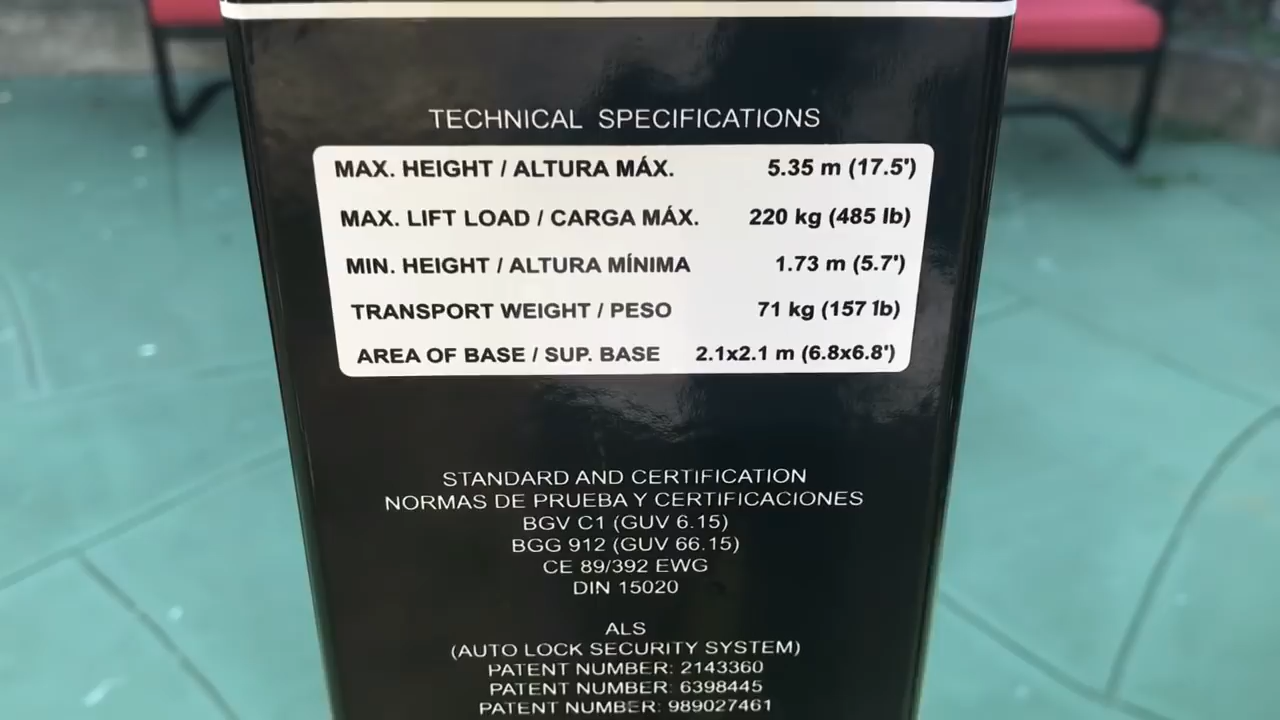 TECHNICAL SPECIFICATIONS
MAX. HEIGHT / ALTURA MÁX. 5.35 m (17.5')
MAX. LIFT LOAD / CARGA MÁX. 220 kg (485 lb)
MIN. HEIGHT / ALTURA MÍNIMA 1.73 m (5.7')
TRANSPORT WEIGHT / PESO 71 kg (157 lb)
AREA OF BASE / SUP. BASE 2.1x2.1 m (6.8x6.8')
STANDARD AND CERTIFICATION
NORMAS DE PRUEBA Y CERTIFICACIONES
BGV C1 (GUV 6.15)
BGG 912 (GUV 66.15)
CE 89/392 EWG
DIN 15020
ALS
(AUTO LOCK SECURITY SYSTEM)
PATENT NUMBER: 2143360
PATENT NUMBER: 6398445
PATENT NUMBER: 989027461